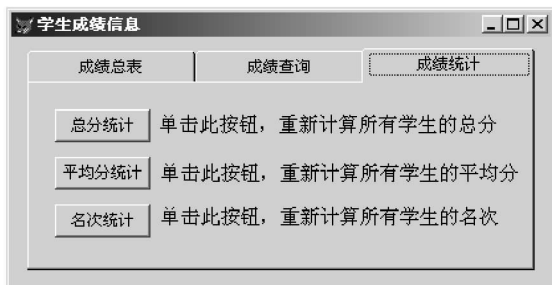 学生成绩信息
成绩总表 成绩查询 成绩统计
总分统计 单击此按钮，重新计算所有学生的总分
平均分统计 单击此按钮，重新计算所有学生的平均分
名次统计 单击此按钮，重新计算所有学生的名次